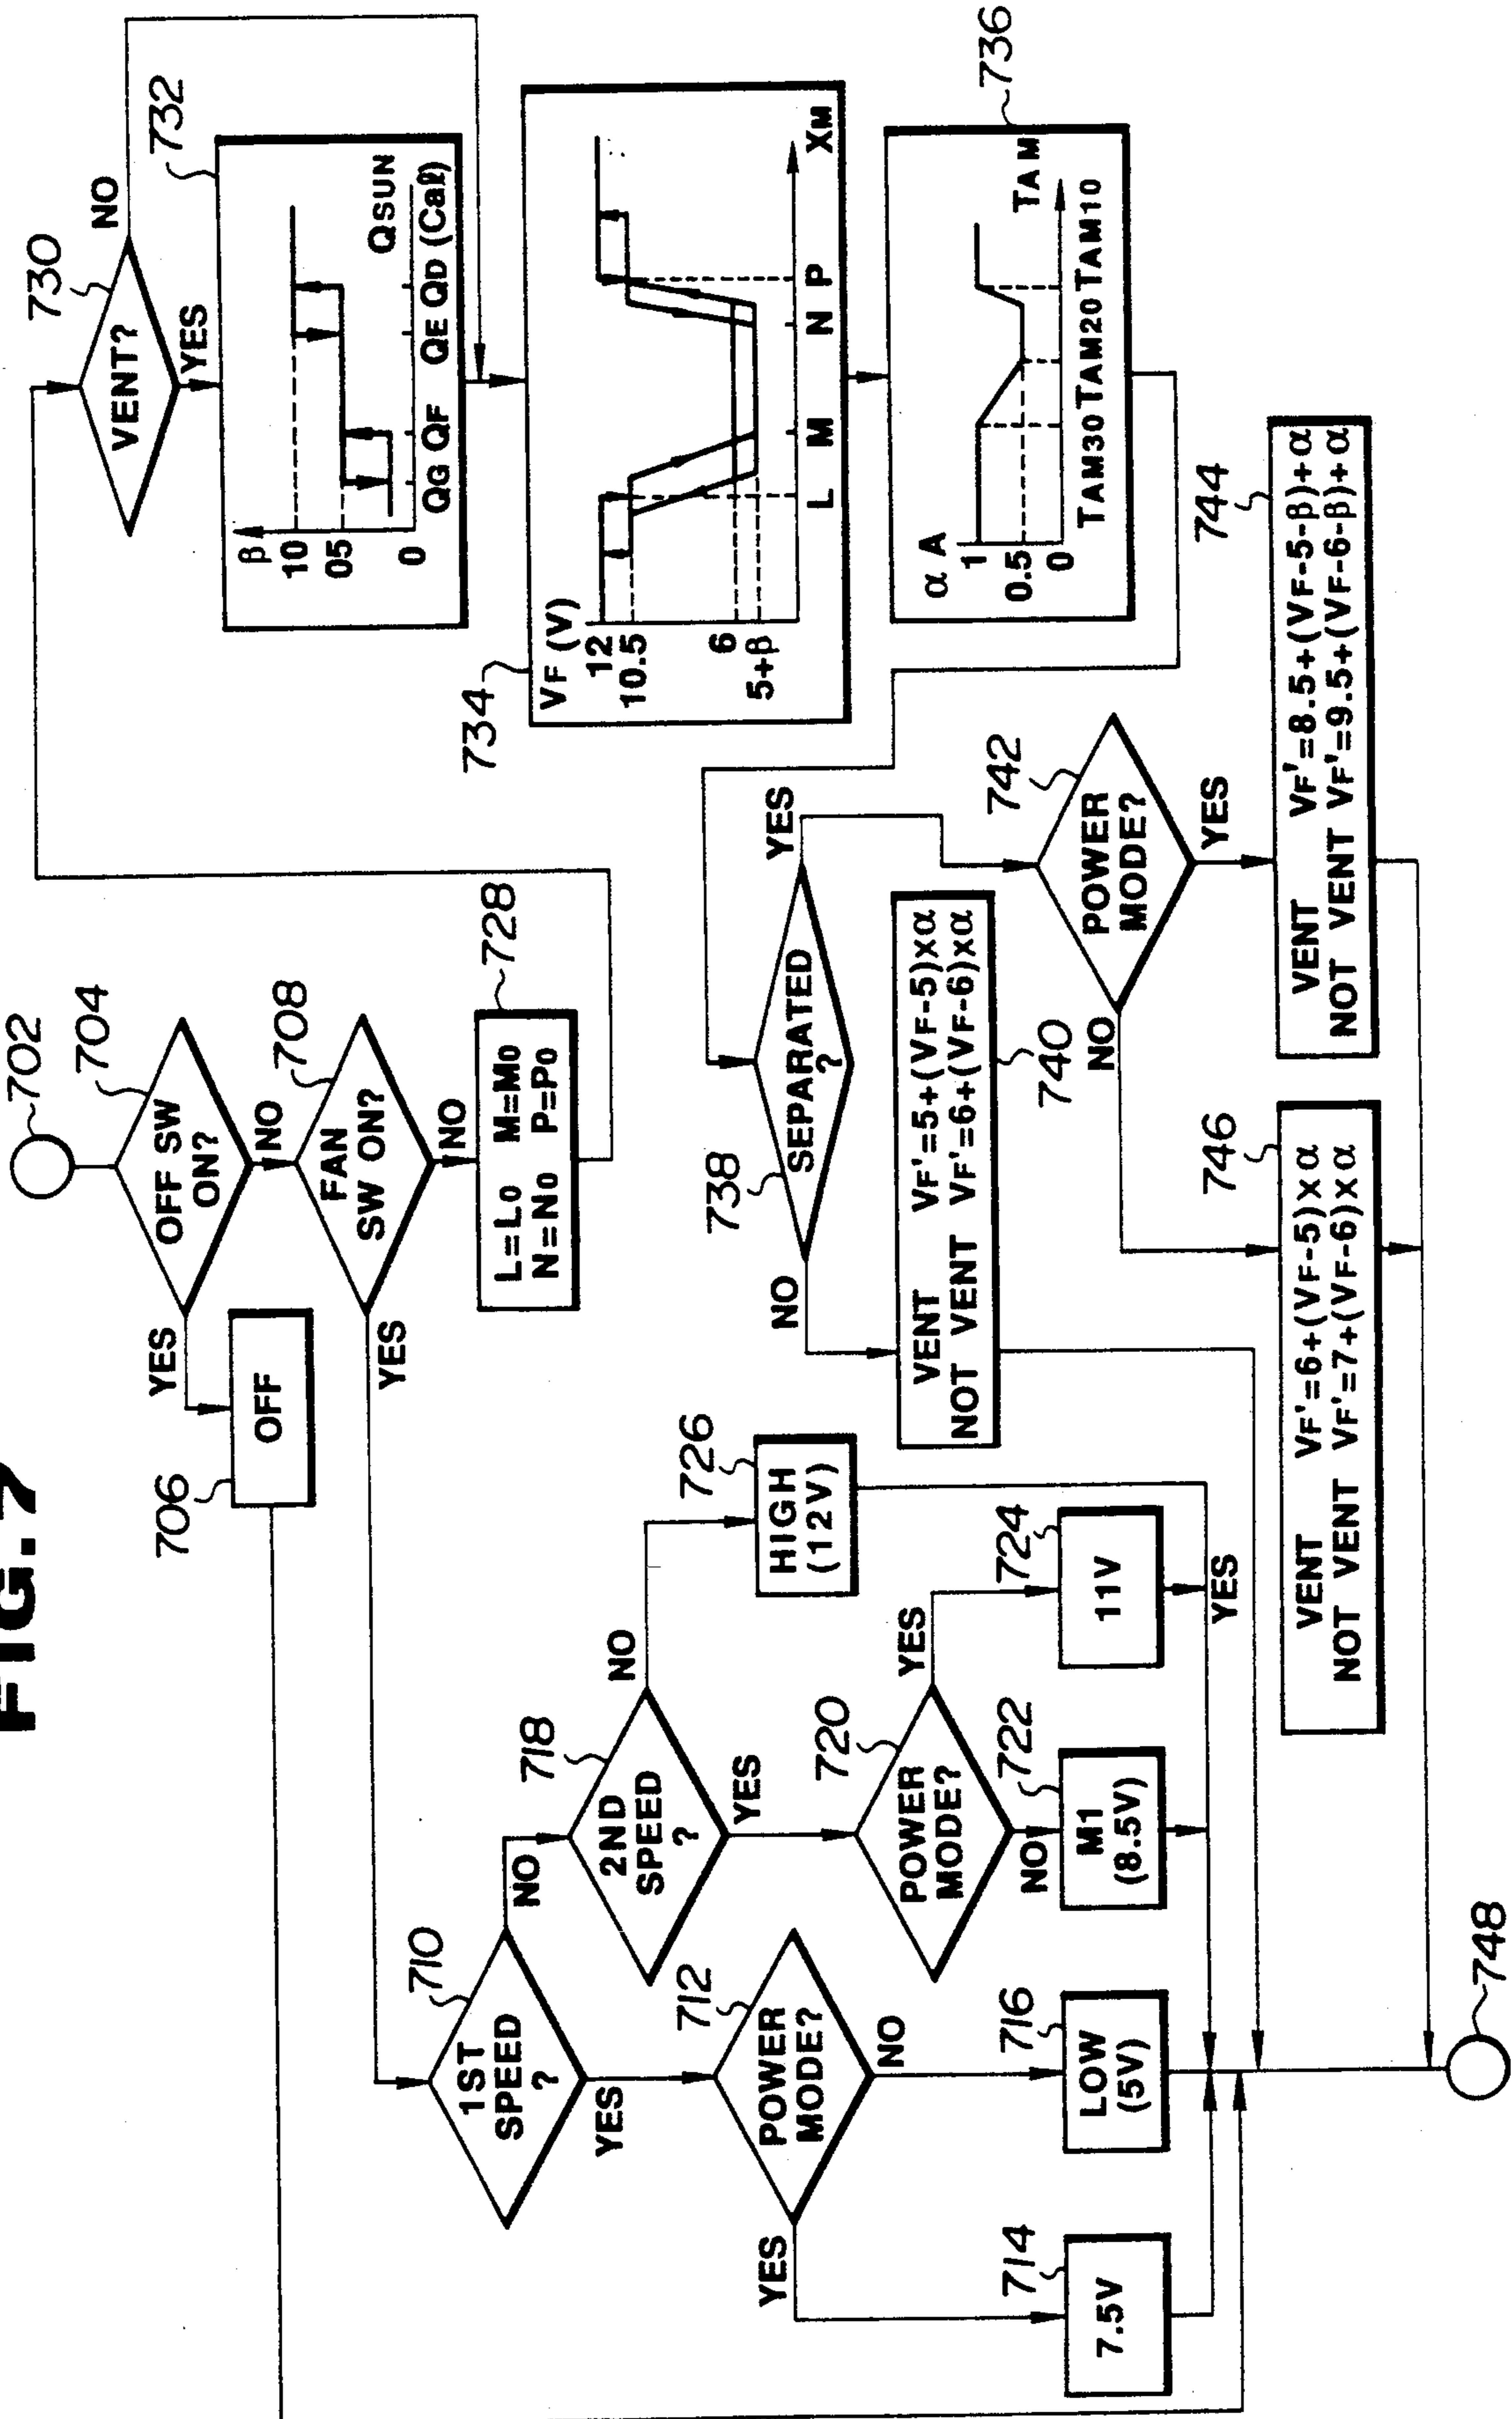 FIG.7
702
704
OFF SW
ON?
YES
NO
706
OFF
708
FAN
SW ON?
YES
NO
710
1ST
SPEED
?
NO
YES
712
POWER
MODE?
YES
NO
714
7.5V
716
LOW
(5V)
718
2ND
SPEED
?
NO
YES
720
POWER
MODE?
YES
NO
722
M1
(8.5V)
724
11V
YES
726
HIGH
(12V)
728
L=L0 M=M0
N=N0 P=P0
730
VENT?
NO
YES
732
β
10
05
0
QSUN
QG QF QE QD (Caℓ)
734
VF (V)
12
10.5
6
5+β
L M N P XM
736
α A
1
0.5
0
TAM
TAM30 TAM20 TAM10
738
SEPARATED
?
NO
YES
740
VENT VF'=5+(VF-5)xα
NOT VENT VF'=6+(VF-6)xα
742
POWER
MODE?
NO
YES
744
VENT VF'=8.5+(VF-5-β)+α
NOT VENT VF'=9.5+(VF-6-β)+α
746
VENT VF'=6+(VF-5)xα
NOT VENT VF'=7+(VF-6)xα
748